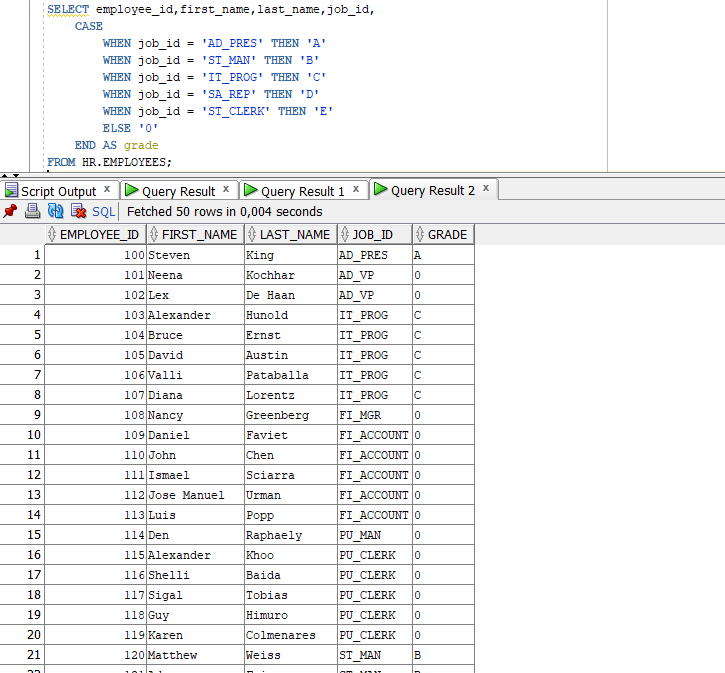 SELECT employee_id,first_name,last_name,job_id,
CASE
WHEN job_id = 'AD_PRES' THEN 'A'
WHEN job_id = 'ST_MAN' THEN 'B'
WHEN job_id = 'IT_PROG' THEN 'C'
WHEN job_id = 'SA_REP' THEN 'D'
WHEN job_id = 'ST_CLERK' THEN 'E'
ELSE '0'
END AS grade
FROM HR.EMPLOYEES;
Script Output x Query Result x Query Result 1 x Query Result 2 x
SQL Fetched 50 rows in 0,004 seconds
EMPLOYEE_ID FIRST_NAME LAST_NAME JOB_ID GRADE
1 100 Steven King AD_PRES A
2 101 Neena Kochhar AD_VP 0
3 102 Lex De Haan AD_VP 0
4 103 Alexander Hunold IT_PROG C
5 104 Bruce Ernst IT_PROG C
6 105 David Austin IT_PROG C
7 106 Valli Pataballa IT_PROG C
8 107 Diana Lorentz IT_PROG C
9 108 Nancy Greenberg FI_MGR 0
10 109 Daniel Faviet FI_ACCOUNT 0
11 110 John Chen FI_ACCOUNT 0
12 111 Ismael Sciarra FI_ACCOUNT 0
13 112 Jose Manuel Urman FI_ACCOUNT 0
14 113 Luis Popp FI_ACCOUNT 0
15 114 Den Raphaely PU_MAN 0
16 115 Alexander Khoo PU_CLERK 0
17 116 Shelli Baida PU_CLERK 0
18 117 Sigal Tobias PU_CLERK 0
19 118 Guy Himuro PU_CLERK 0
20 119 Karen Colmenares PU_CLERK 0
21 120 Matthew Weiss ST_MAN B